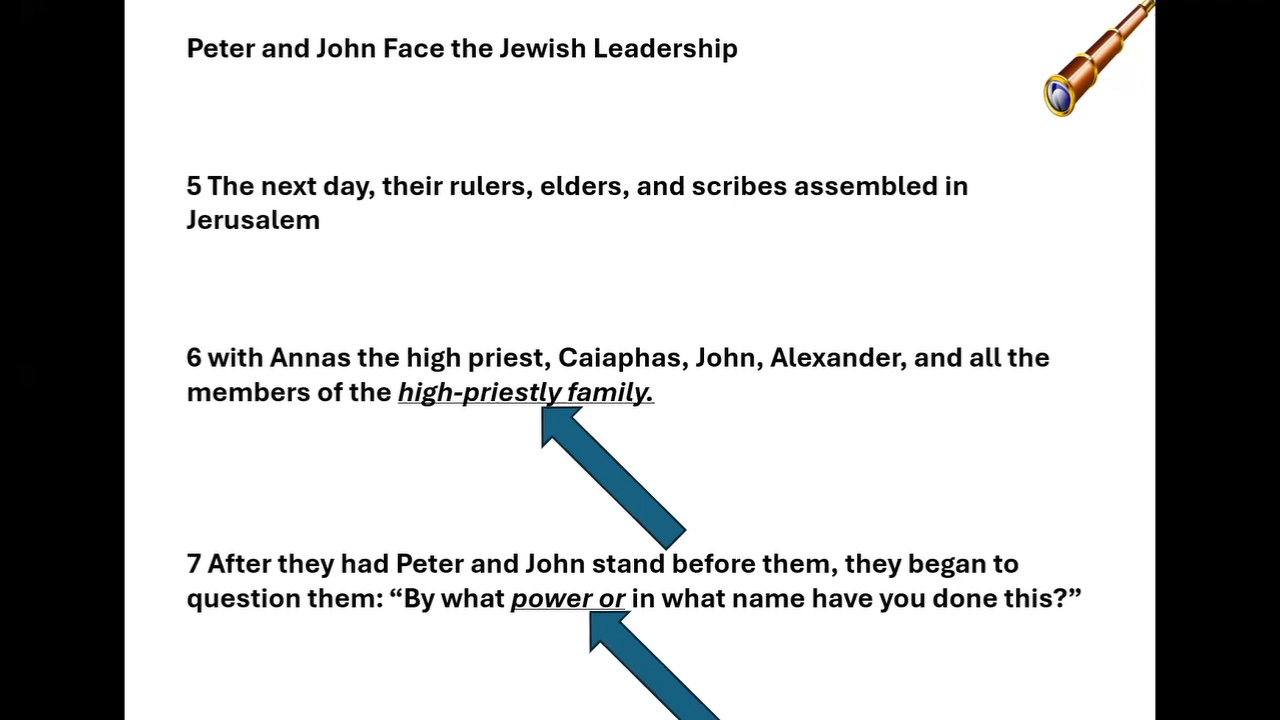 Peter and John Face the Jewish Leadership
5 The next day, their rulers, elders, and scribes assembled in
Jerusalem
6 with Annas the high priest, Caiaphas, John, Alexander, and all the
members of the high-priestly family.
7 After they had Peter and John stand before them, they began to
question them: “By what power or in what name have you done this?”